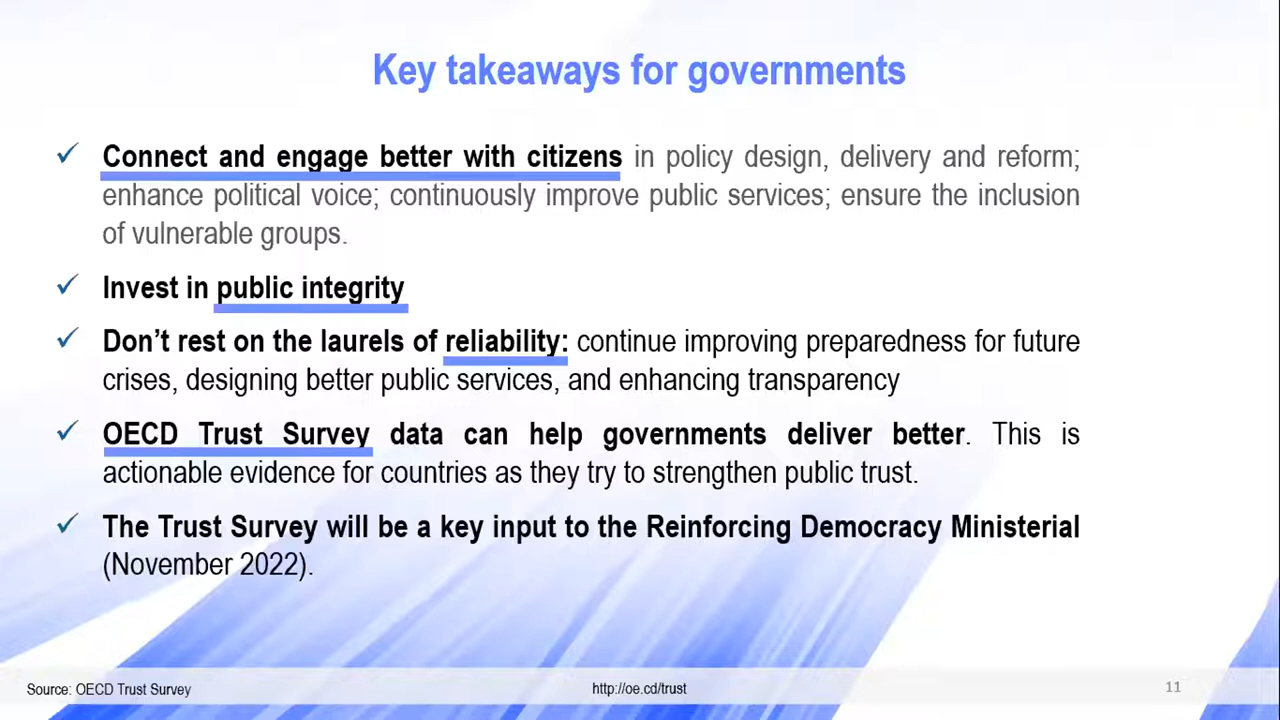 Key takeaways for governments
✓ Connect and engage better with citizens in policy design, delivery and reform;
enhance political voice; continuously improve public services; ensure the inclusion
of vulnerable groups.
✓ Invest in public integrity
✓ Don’t rest on the laurels of reliability: continue improving preparedness for future
crises, designing better public services, and enhancing transparency
✓ OECD Trust Survey data can help governments deliver better. This is
actionable evidence for countries as they try to strengthen public trust.
✓ The Trust Survey will be a key input to the Reinforcing Democracy Ministerial
(November 2022).
Source: OECD Trust Survey
http://oe.cd/trust
11